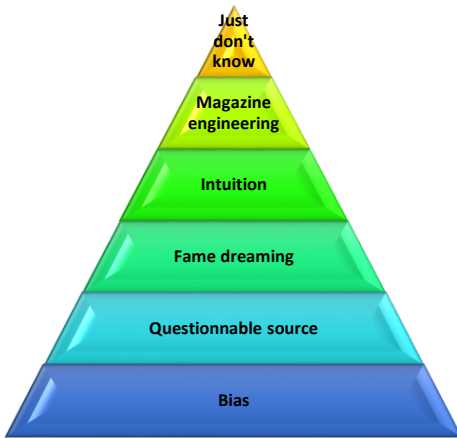 Just
don't
know
Magazine
engineering
Intuition
Fame dreaming
Questionnable source
Bias